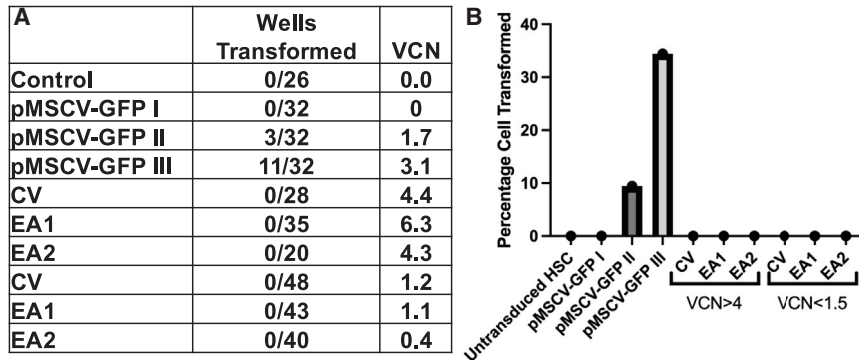 A
Wells Transformed VCN
Control 0/26 0.0
pMSCV-GFP I 0/32 0
pMSCV-GFP II 3/32 1.7
pMSCV-GFP III 11/32 3.1
CV 0/28 4.4
EA1 0/35 6.3
EA2 0/20 4.3
CV 0/48 1.2
EA1 0/43 1.1
EA2 0/40 0.4
B
Percentage Cell Transformed
40
30
20
10
0
Untransduced HSC
pMSCV-GFP I
pMSCV-GFP II
pMSCV-GFP III
CV
EA1
EA2
CV
EA1
EA2
VCN>4
VCN<1.5